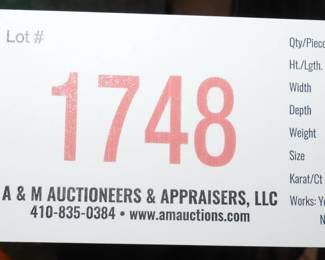 Lot #
1748
A & M AUCTIONEERS & APPRAISERS, LLC
410-835-0384 • www.amauctions.com
Qty/Piece
Ht./Lgth.
Width
Depth
Weight
Size
Karat/Ct
Works: Ye
N